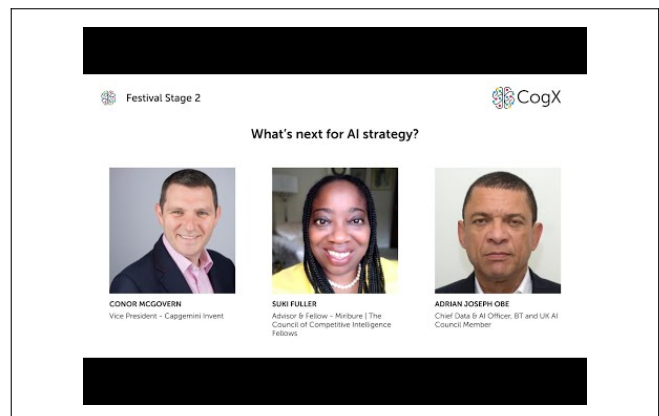 Festival Stage 2
CogX
What's next for AI strategy?
CONOR MCGOVERN
Vice President - Capgemini Invent
SUKI FULLER
Advisor & Fellow - Miribure | The
Council of Competitive Intelligence
Fellows
ADRIAN JOSEPH OBE
Chief Data & AI Officer, BT and UK AI
Council Member